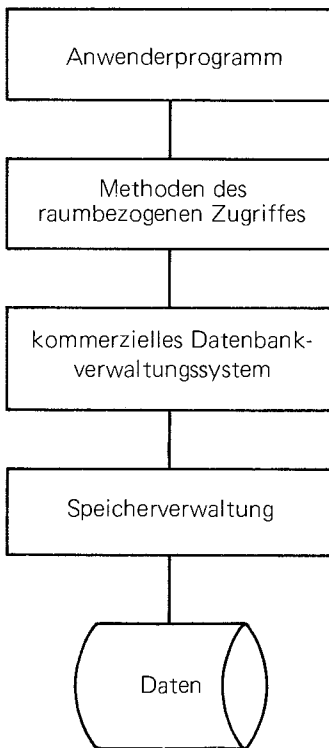 Anwenderprogramm
Methoden des
raumbezogenen Zugriffes
kommerzielles Datenbank-
verwaltungssystem
Speicherverwaltung
Daten